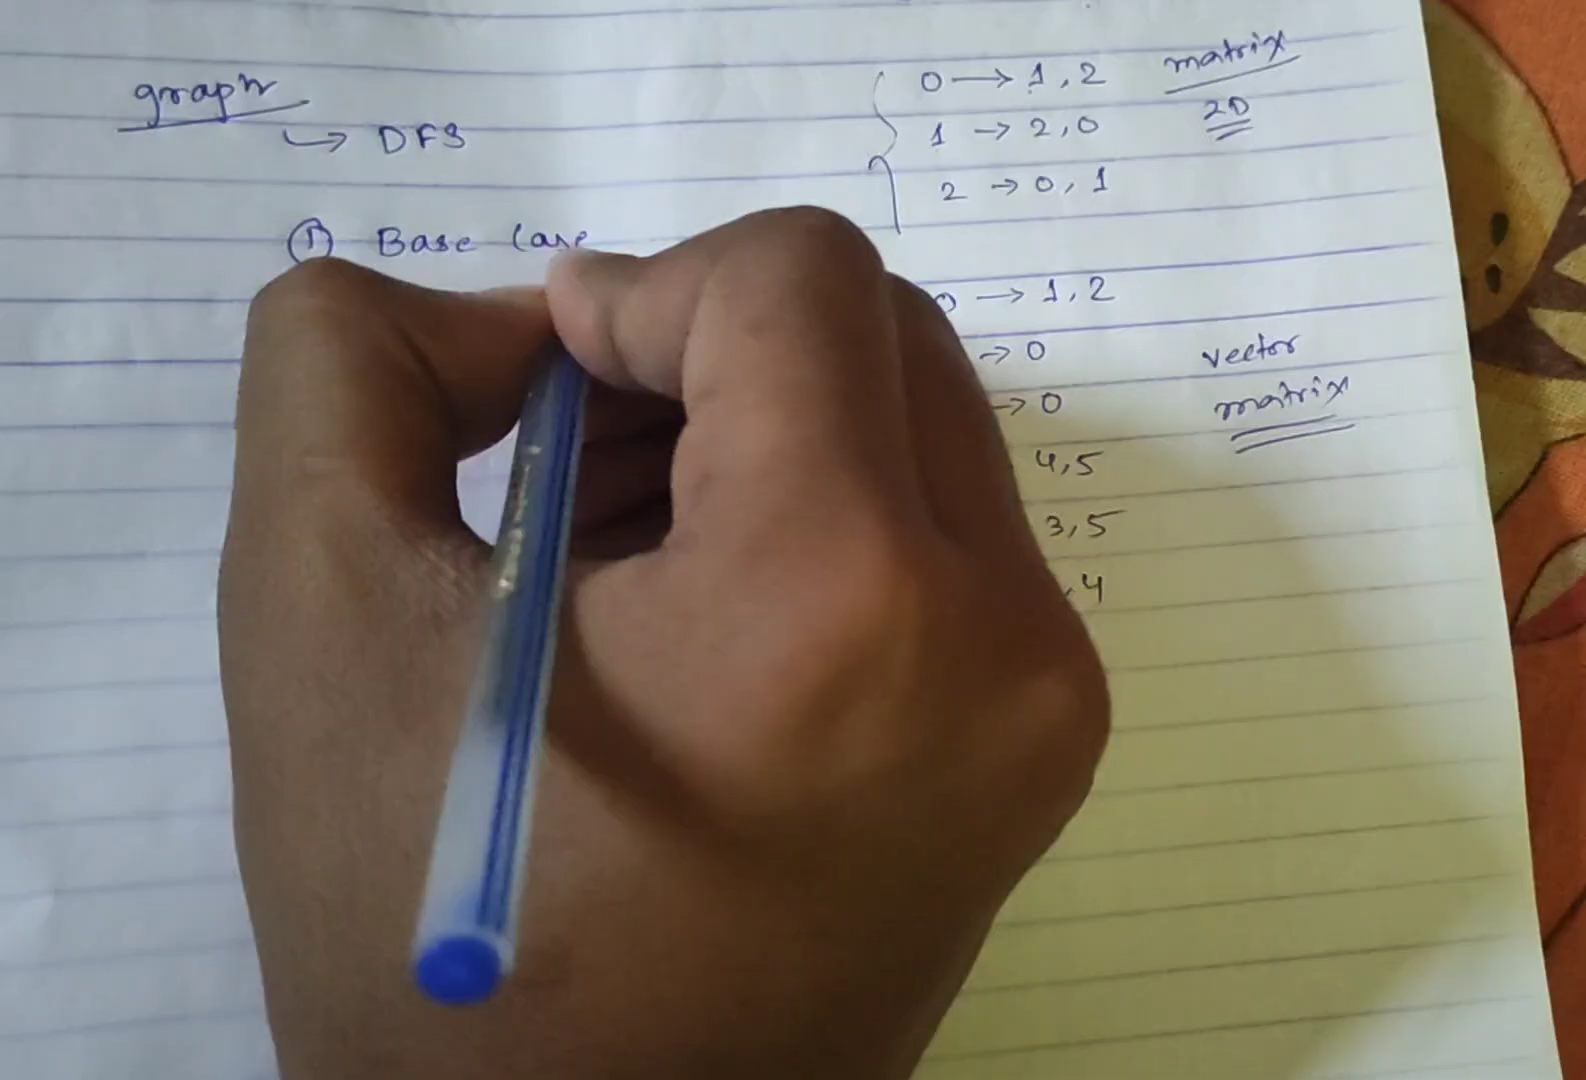 graph
↳ DFS
① Base Case
0 → 1, 2 matrix
1 → 2, 0 2D
2 → 0, 1
0 → 1, 2
→ 0 vector
→ 0 matrix
4, 5
3, 5
, 4